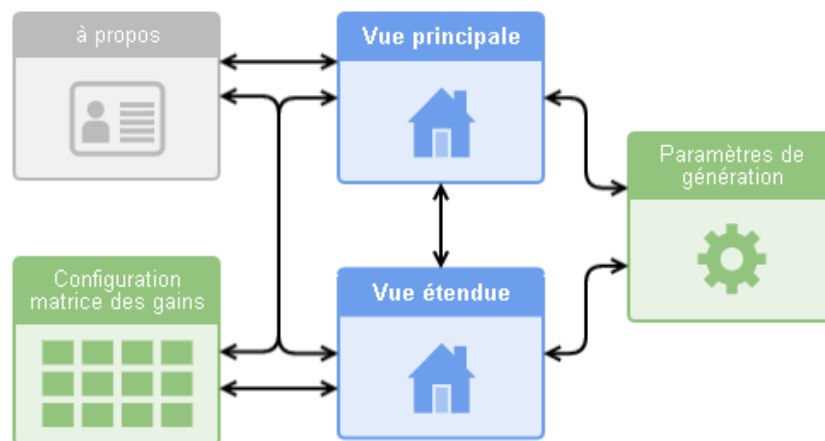 à propos
Vue principale
Paramètres de
génération
Configuration
matrice des gains
Vue étendue